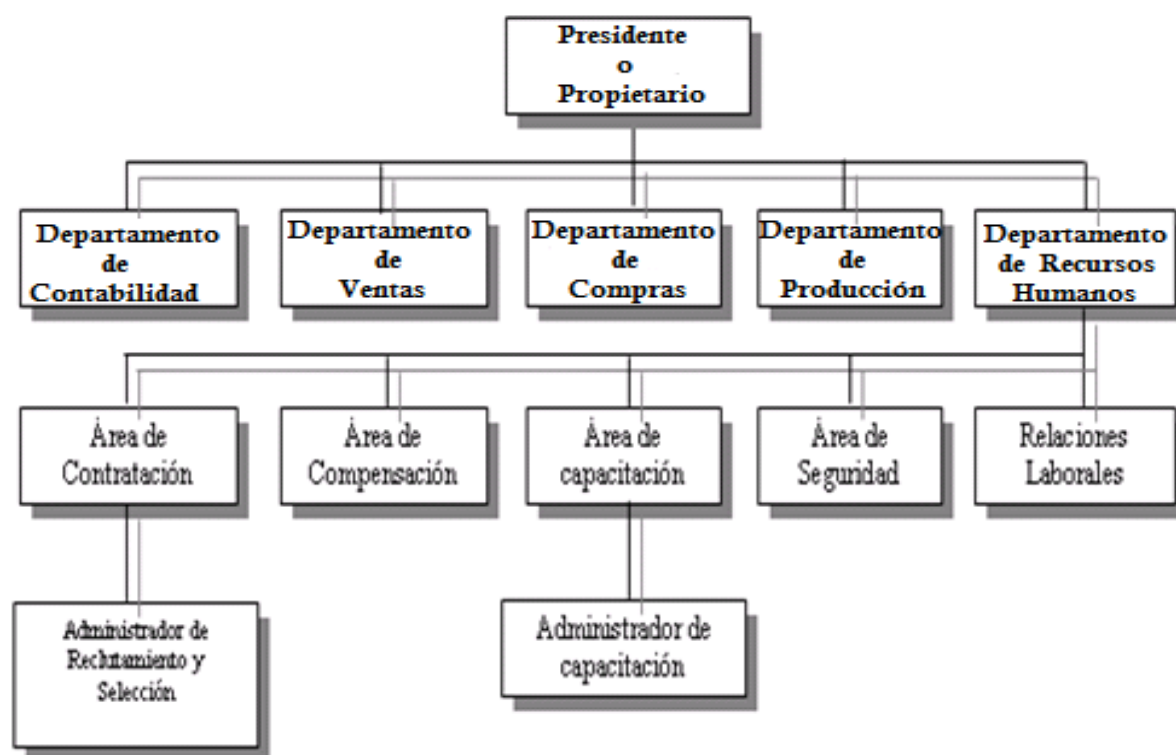 Presidente
o
Propietario
Departamento
de
Contabilidad
Departamento
de
Ventas
Departamento
de
Compras
Departamento
de
Producción
Departamento
de Recursos
Humanos
Área de
Contratación
Área de
Compensación
Área de
capacitación
Área de
Seguridad
Relaciones
Laborales
Administrador de
Reclutamiento y
Selección
Administrador de
capacitación